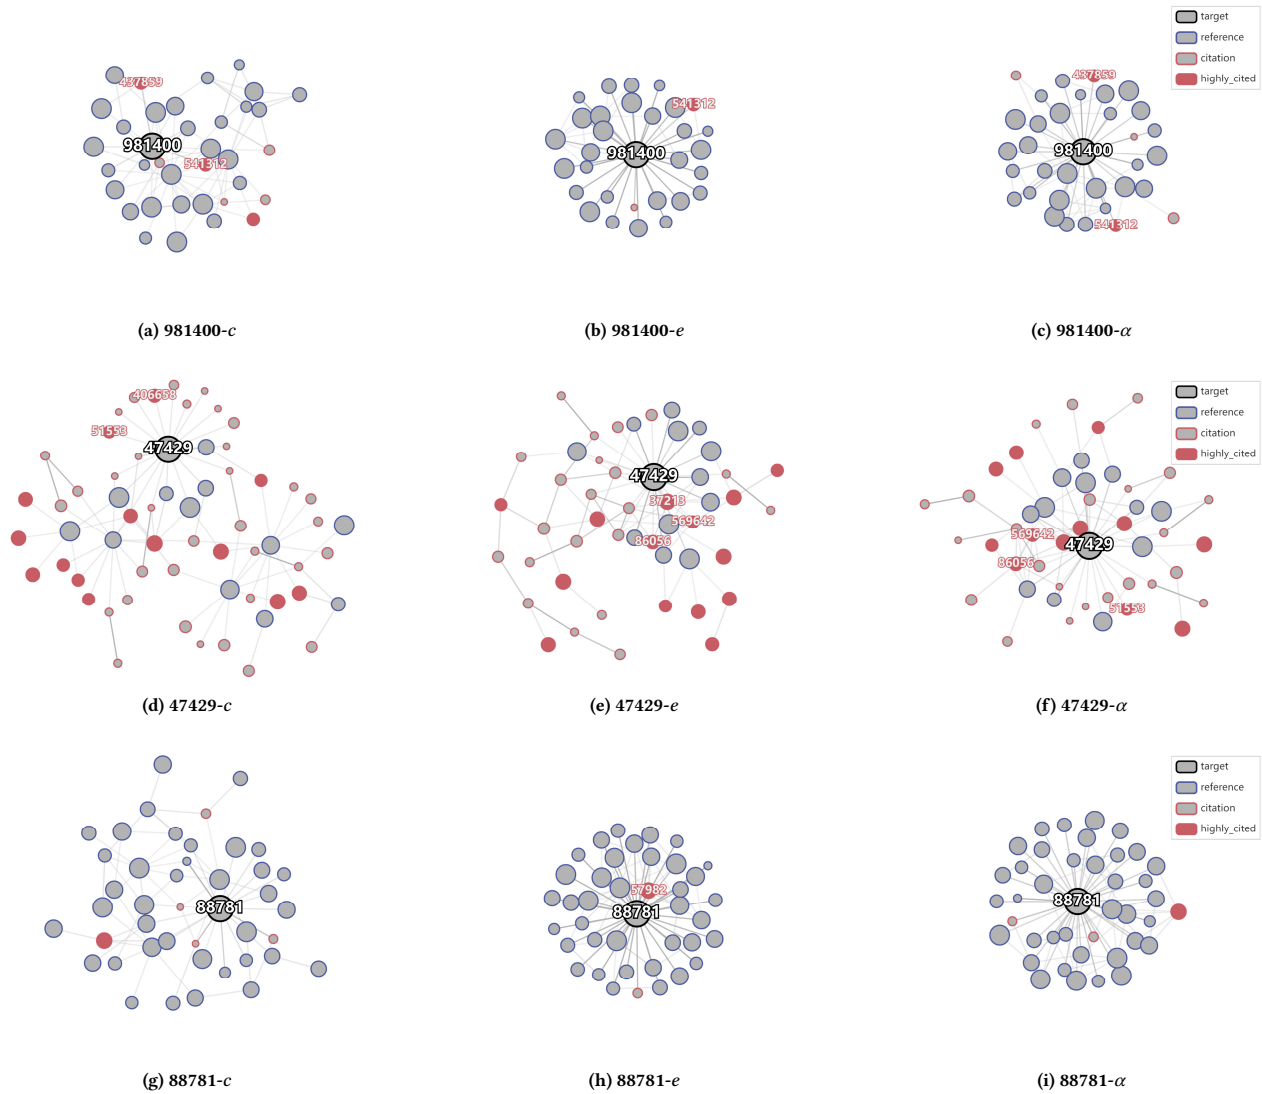 437859
981400
541312
(a) 981400-c
541312
981400
(b) 981400-e
target
reference
citation
highly_cited
437859
981400
541312
(c) 981400-α
406658
51553
47429
(d) 47429-c
47429
37213
569642
86056
(e) 47429-e
target
reference
citation
highly_cited
569642
47429
86056
51553
(f) 47429-α
88781
(g) 88781-c
57982
88781
(h) 88781-e
target
reference
citation
highly_cited
88781
(i) 88781-α